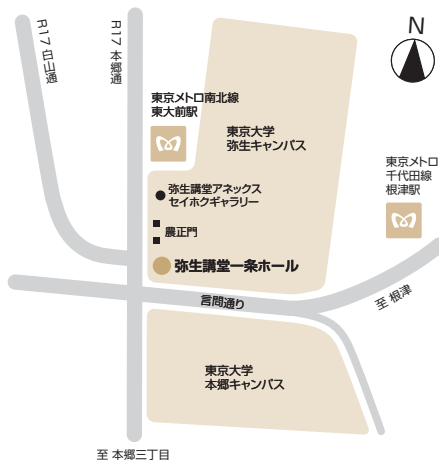 R17 白山通
R17 本郷通
N
東京メトロ南北線
東大前駅
東京大学
弥生キャンパス
東京メトロ
千代田線
根津駅
弥生講堂アネックス
セイホクギャラリー
農正門
弥生講堂一条ホール
言問通り
至 根津
東京大学
本郷キャンパス
至 本郷三丁目